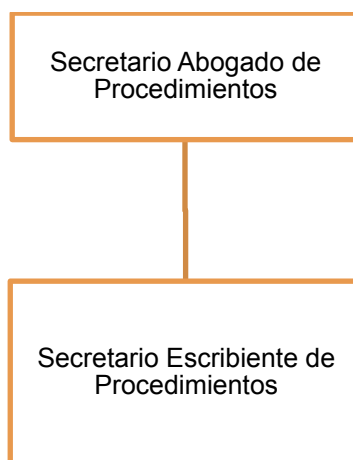 Secretario Abogado de
Procedimientos
Secretario Escribiente de
Procedimientos